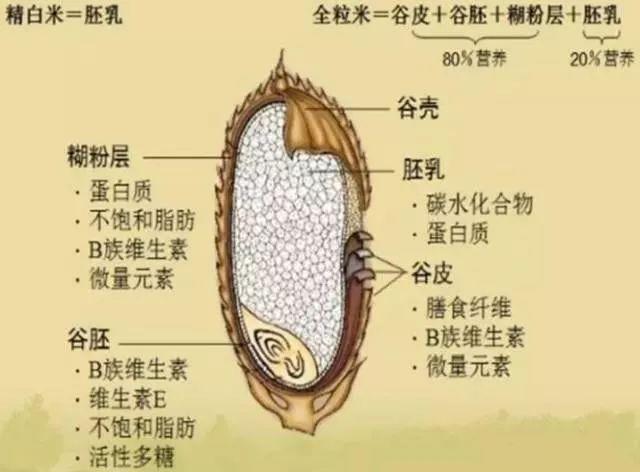 精白米=胚乳
全粒米=谷皮+谷胚+糊粉层+胚乳
80%营养
20%营养
谷壳
糊粉层
· 蛋白质
· 不饱和脂肪
· B族维生素
· 微量元素
胚乳
· 碳水化合物
· 蛋白质
谷皮
· 膳食纤维
· B族维生素
· 微量元素
谷胚
· B族维生素
· 维生素E
· 不饱和脂肪
· 活性多糖